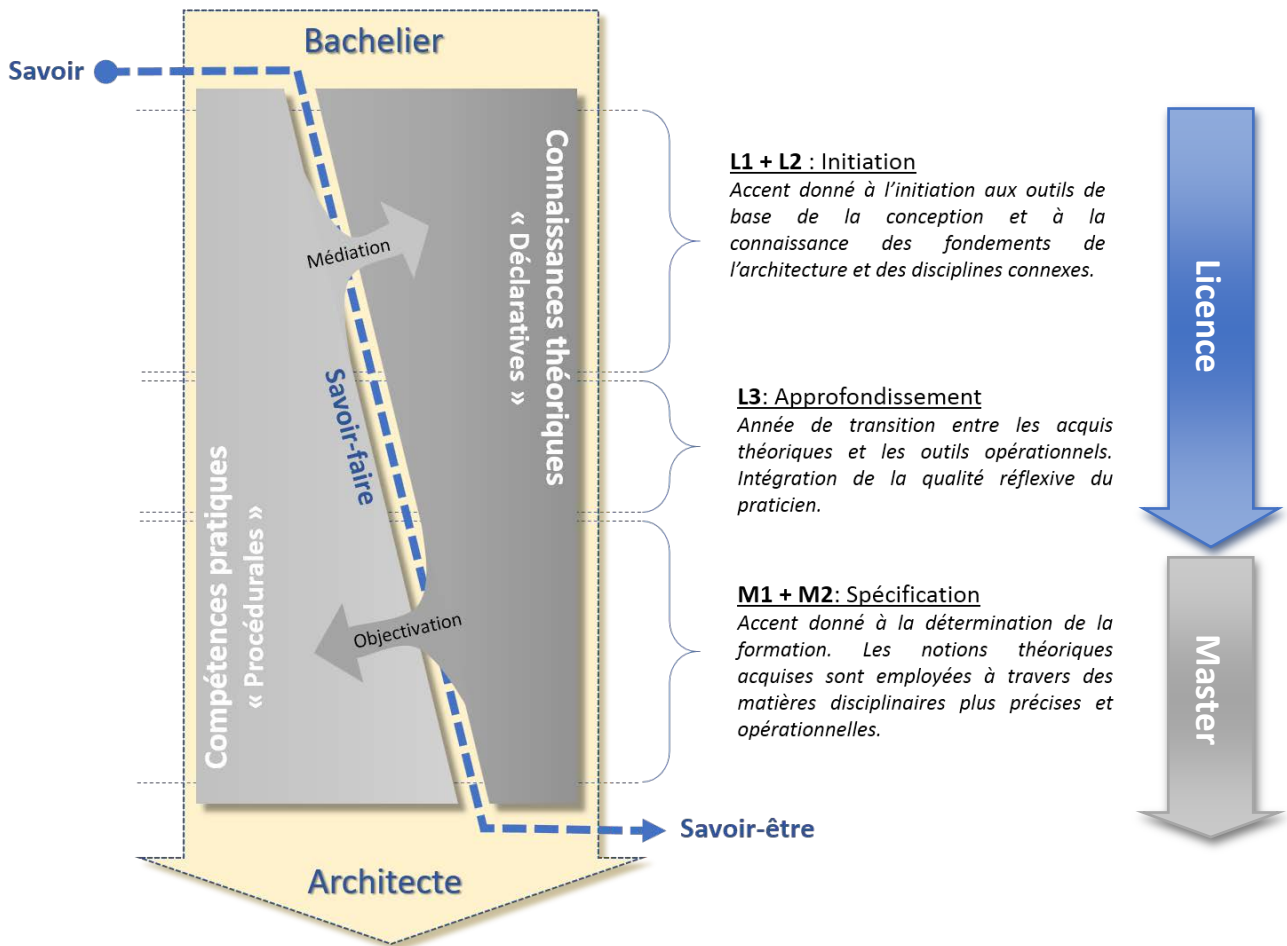 Bachelier
Savoir
Connaissances théoriques
« Déclaratives »
Médiation
Savoir-faire
Compétences pratiques
« Procédurales »
Objectivation
Savoir-être
Architecte
L1 + L2 : Initiation
Accent donné à l’initiation aux outils de
base de la conception et à la
connaissance des fondements de
l’architecture et des disciplines connexes.
L3: Approfondissement
Année de transition entre les acquis
théoriques et les outils opérationnels.
Intégration de la qualité réflexive du
praticien.
M1 + M2: Spécification
Accent donné à la détermination de la
formation. Les notions théoriques
acquises sont employées à travers des
matières disciplinaires plus précises et
opérationnelles.
Licence
Master